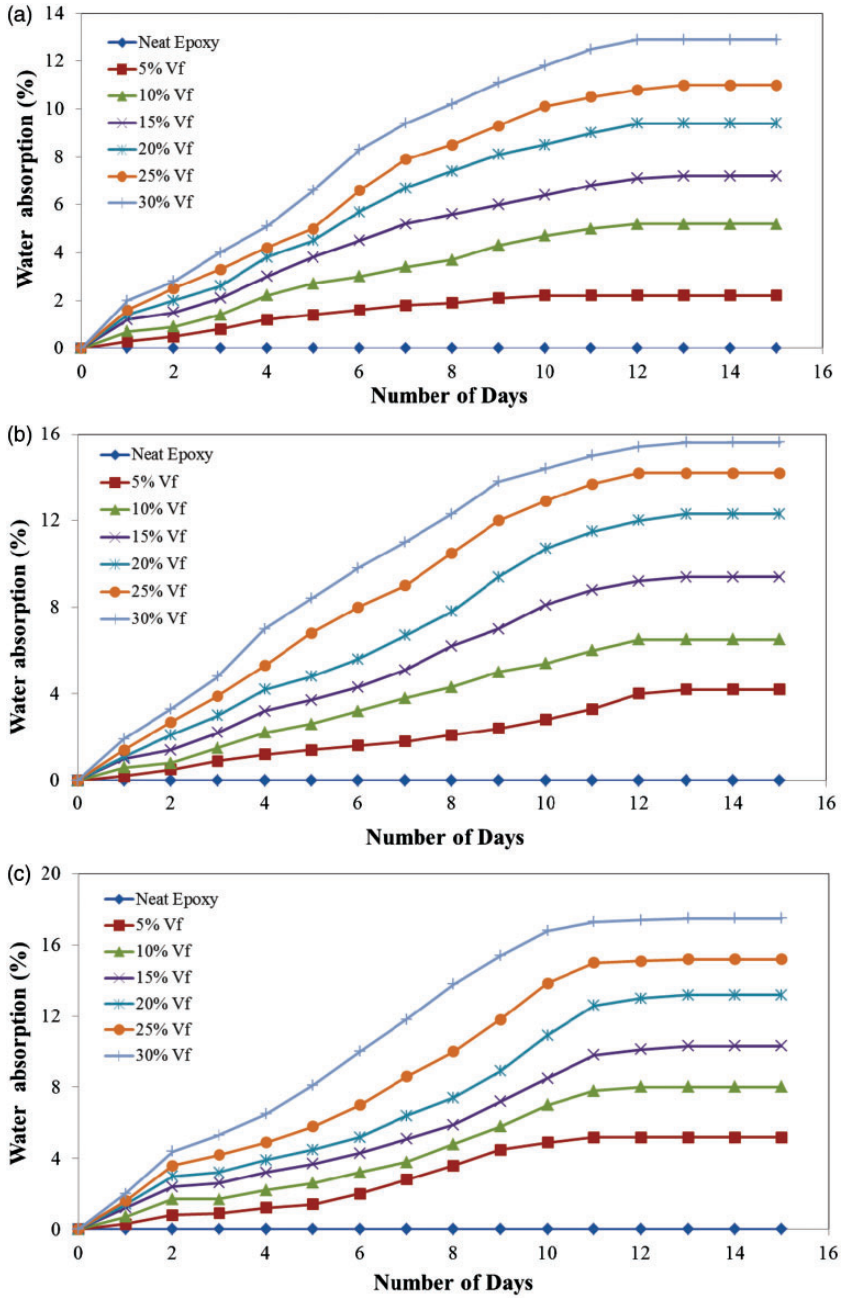 (a)
14
12
10
8
6
4
2
0
Water absorption (%)
Neat Epoxy
5% Vf
10% Vf
15% Vf
20% Vf
25% Vf
30% Vf
0 2 4 6 8 10 12 14 16
Number of Days
(b)
16
12
8
4
0
Water absorption (%)
Neat Epoxy
5% Vf
10% Vf
15% Vf
20% Vf
25% Vf
30% Vf
0 2 4 6 8 10 12 14 16
Number of Days
(c)
20
16
12
8
4
0
Water absorption (%)
Neat Epoxy
5% Vf
10% Vf
15% Vf
20% Vf
25% Vf
30% Vf
0 2 4 6 8 10 12 14 16
Number of Days